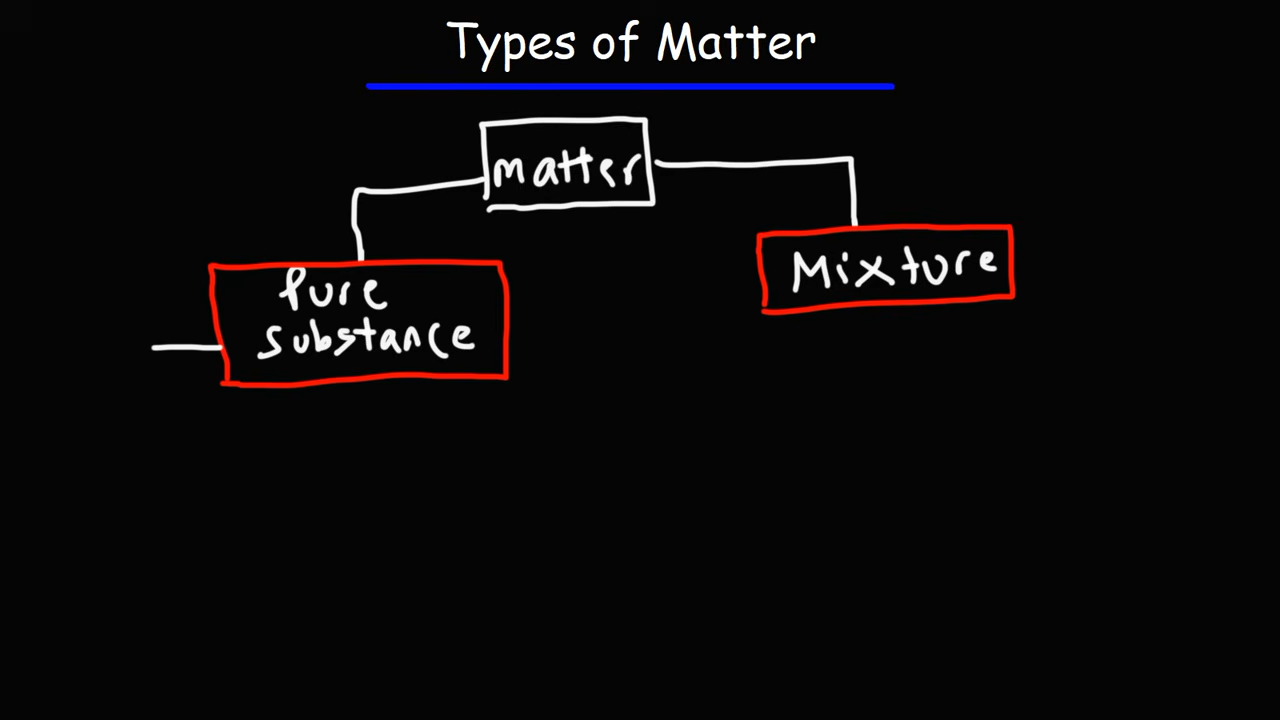 Types of Matter
matter
Mixture
Pure
substance